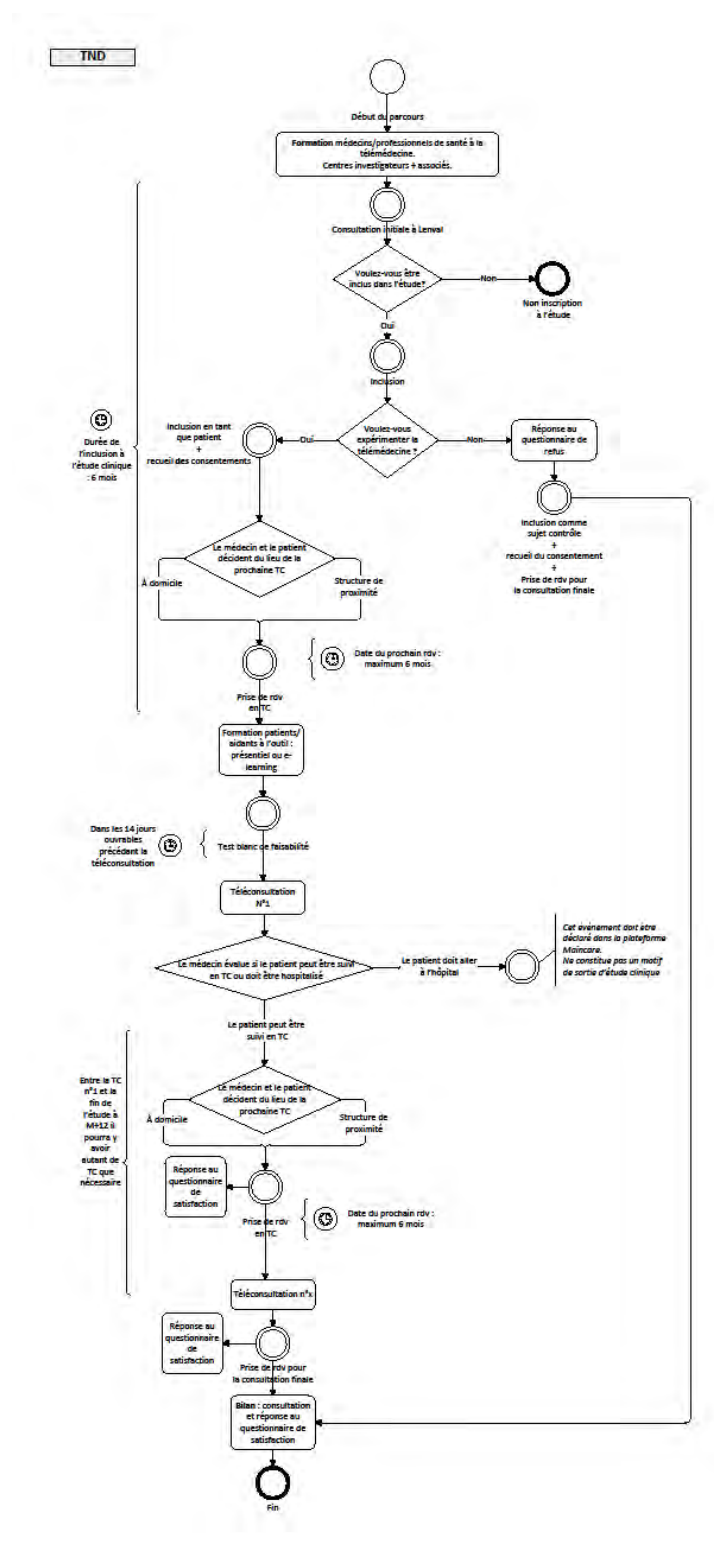 TND
Début du parcours
Formation médecins/professionnels de santé à la
télémédecine.
Centres investigateurs + associés.
Consultation initiale à Lenval
Voulez-vous être
inclus dans l'étude?
Non
Non inscription
à l'étude
Oui
Inclusion
Durée de
l'inclusion à
l'étude clinique
: 6 mois
Inclusion en tant
que patient
+
recueil des consentements
Oui
Voulez-vous
expérimenter la
télémédecine ?
Non
Réponse au
questionnaire de
refus
Inclusion comme
sujet contrôle
+
recueil du consentement
+
Prise de rdv pour
la consultation finale
Le médecin et le patient
décident du lieu de la
prochaine TC
À domicile
Structure de
proximité
Date du prochain rdv :
maximum 6 mois
Prise de rdv
en TC
Formation patients/
aidants à l'outil :
présentiel ou e-
learning
Dans les 14 jours
ouvrables
précédant la
téléconsultation
Test blanc de faisabilité
Téléconsultation
N°1
Le médecin évalue si le patient peut être suivi
en TC ou doit être hospitalisé
Le patient doit aller
à l'hôpital
Cet évènement doit être
déclaré dans la plateforme
Maincare.
Ne constitue pas un motif
de sortie d'étude clinique
Le patient peut être
suivi en TC
Entre la TC
n°1 et la
fin de
l'étude à
M+12 il
pourra y
avoir
autant de
TC que
nécessaire
Le médecin et le patient
décident du lieu de la
prochaine TC
À domicile
Structure de
proximité
Réponse au
questionnaire
de
satisfaction
Prise de rdv
en TC
Date du prochain rdv :
maximum 6 mois
Téléconsultation n°x
Réponse au
questionnaire
de
satisfaction
Prise de rdv pour
la consultation finale
Bilan : consultation
et réponse au
questionnaire de
satisfaction
Fin